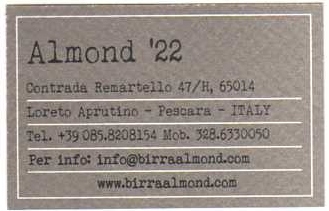 Almond '22
Contrada Remartello 47/H, 65014
Loreto Aprutino - Pescara - ITALY
Tel. +39 085.8208154 Mob. 328.6330050
Per info: info@birraalmond.com
www.birraalmond.com